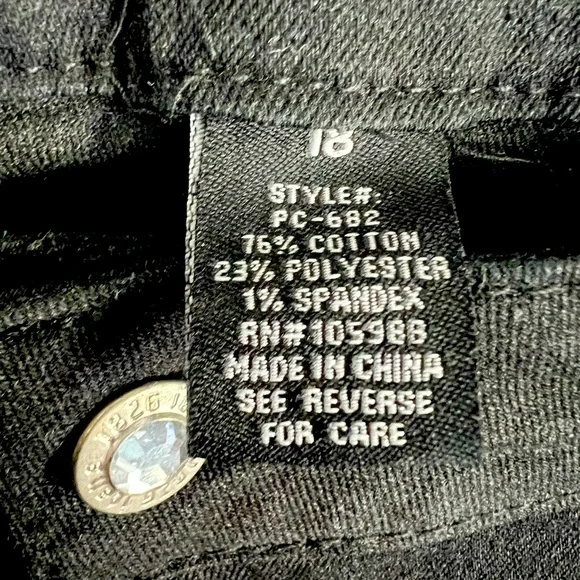 18
STYLE#:
PC-682
76% COTTON
23% POLYESTER
1% SPANDEX
RN#105988
MADE IN CHINA
SEE REVERSE
FOR CARE
1826